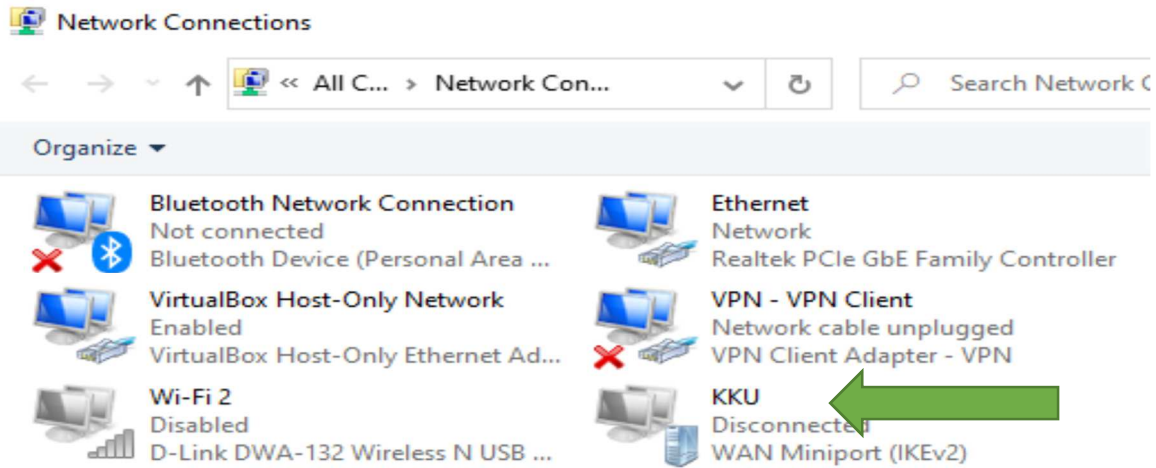 Network Connections
« All C... › Network Con...
Search Network
Organize
Bluetooth Network Connection
Not connected
Bluetooth Device (Personal Area ...
Ethernet
Network
Realtek PCIe GbE Family Controller
VirtualBox Host-Only Network
Enabled
VirtualBox Host-Only Ethernet Ad...
VPN - VPN Client
Network cable unplugged
VPN Client Adapter - VPN
Wi-Fi 2
Disabled
D-Link DWA-132 Wireless N USB ...
KKU
Disconnected
WAN Miniport (IKEv2)